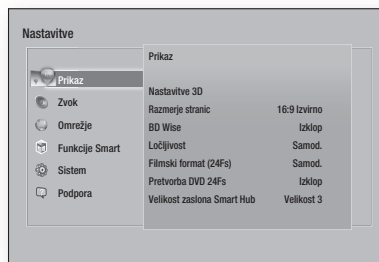 Nastavitve
Prikaz
Zvok
Omrežje
Funkcije Smart
Sistem
Podpora
Prikaz
Nastavitve 3D
Razmerje stranic 16:9 Izvirno
BD Wise Izklop
Ločljivost Samod.
Filmski format (24Fs) Samod.
Pretvorba DVD 24Fs Izklop
Velikost zaslona Smart Hub Velikost 3